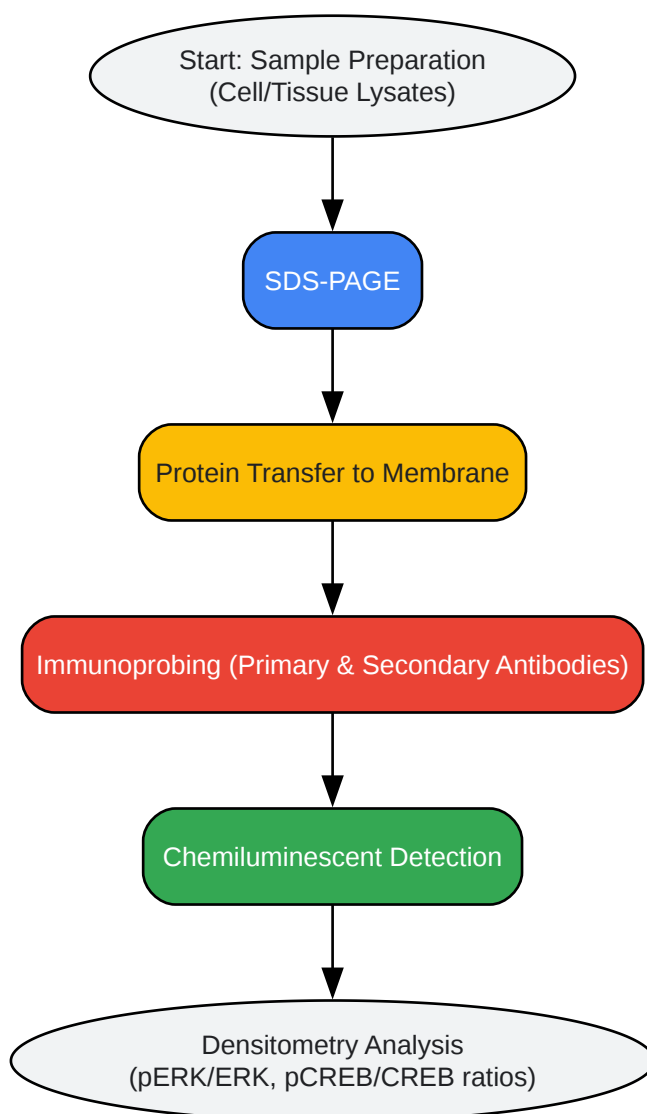 Start: Sample Preparation
(Cell/Tissue Lysates)
SDS-PAGE
Protein Transfer to Membrane
Immunoprobing (Primary & Secondary Antibodies)
Chemiluminescent Detection
Densitometry Analysis
(pERK/ERK, pCREB/CREB ratios)